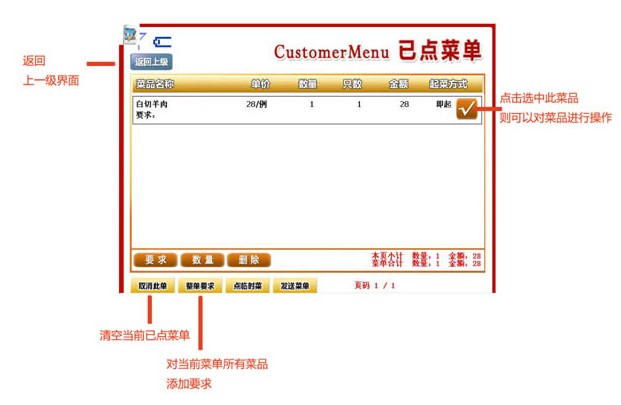 7
返回上级
CustomerMenu 已点菜单
返回
上一级界面
菜品名称 单价 数量 只数 金额 起菜方式
白切羊肉 28/例 1 1 28 即起
要求:
点击选中此菜品
则可以对菜品进行操作
要求 数量 删除
本页小计 数量:1 金额:28
菜单合计 数量:1 金额:28
取消此单 整单要求 点临时菜 发送菜单 页码 1 / 1
清空当前已点菜单
对当前菜单所有菜品
添加要求